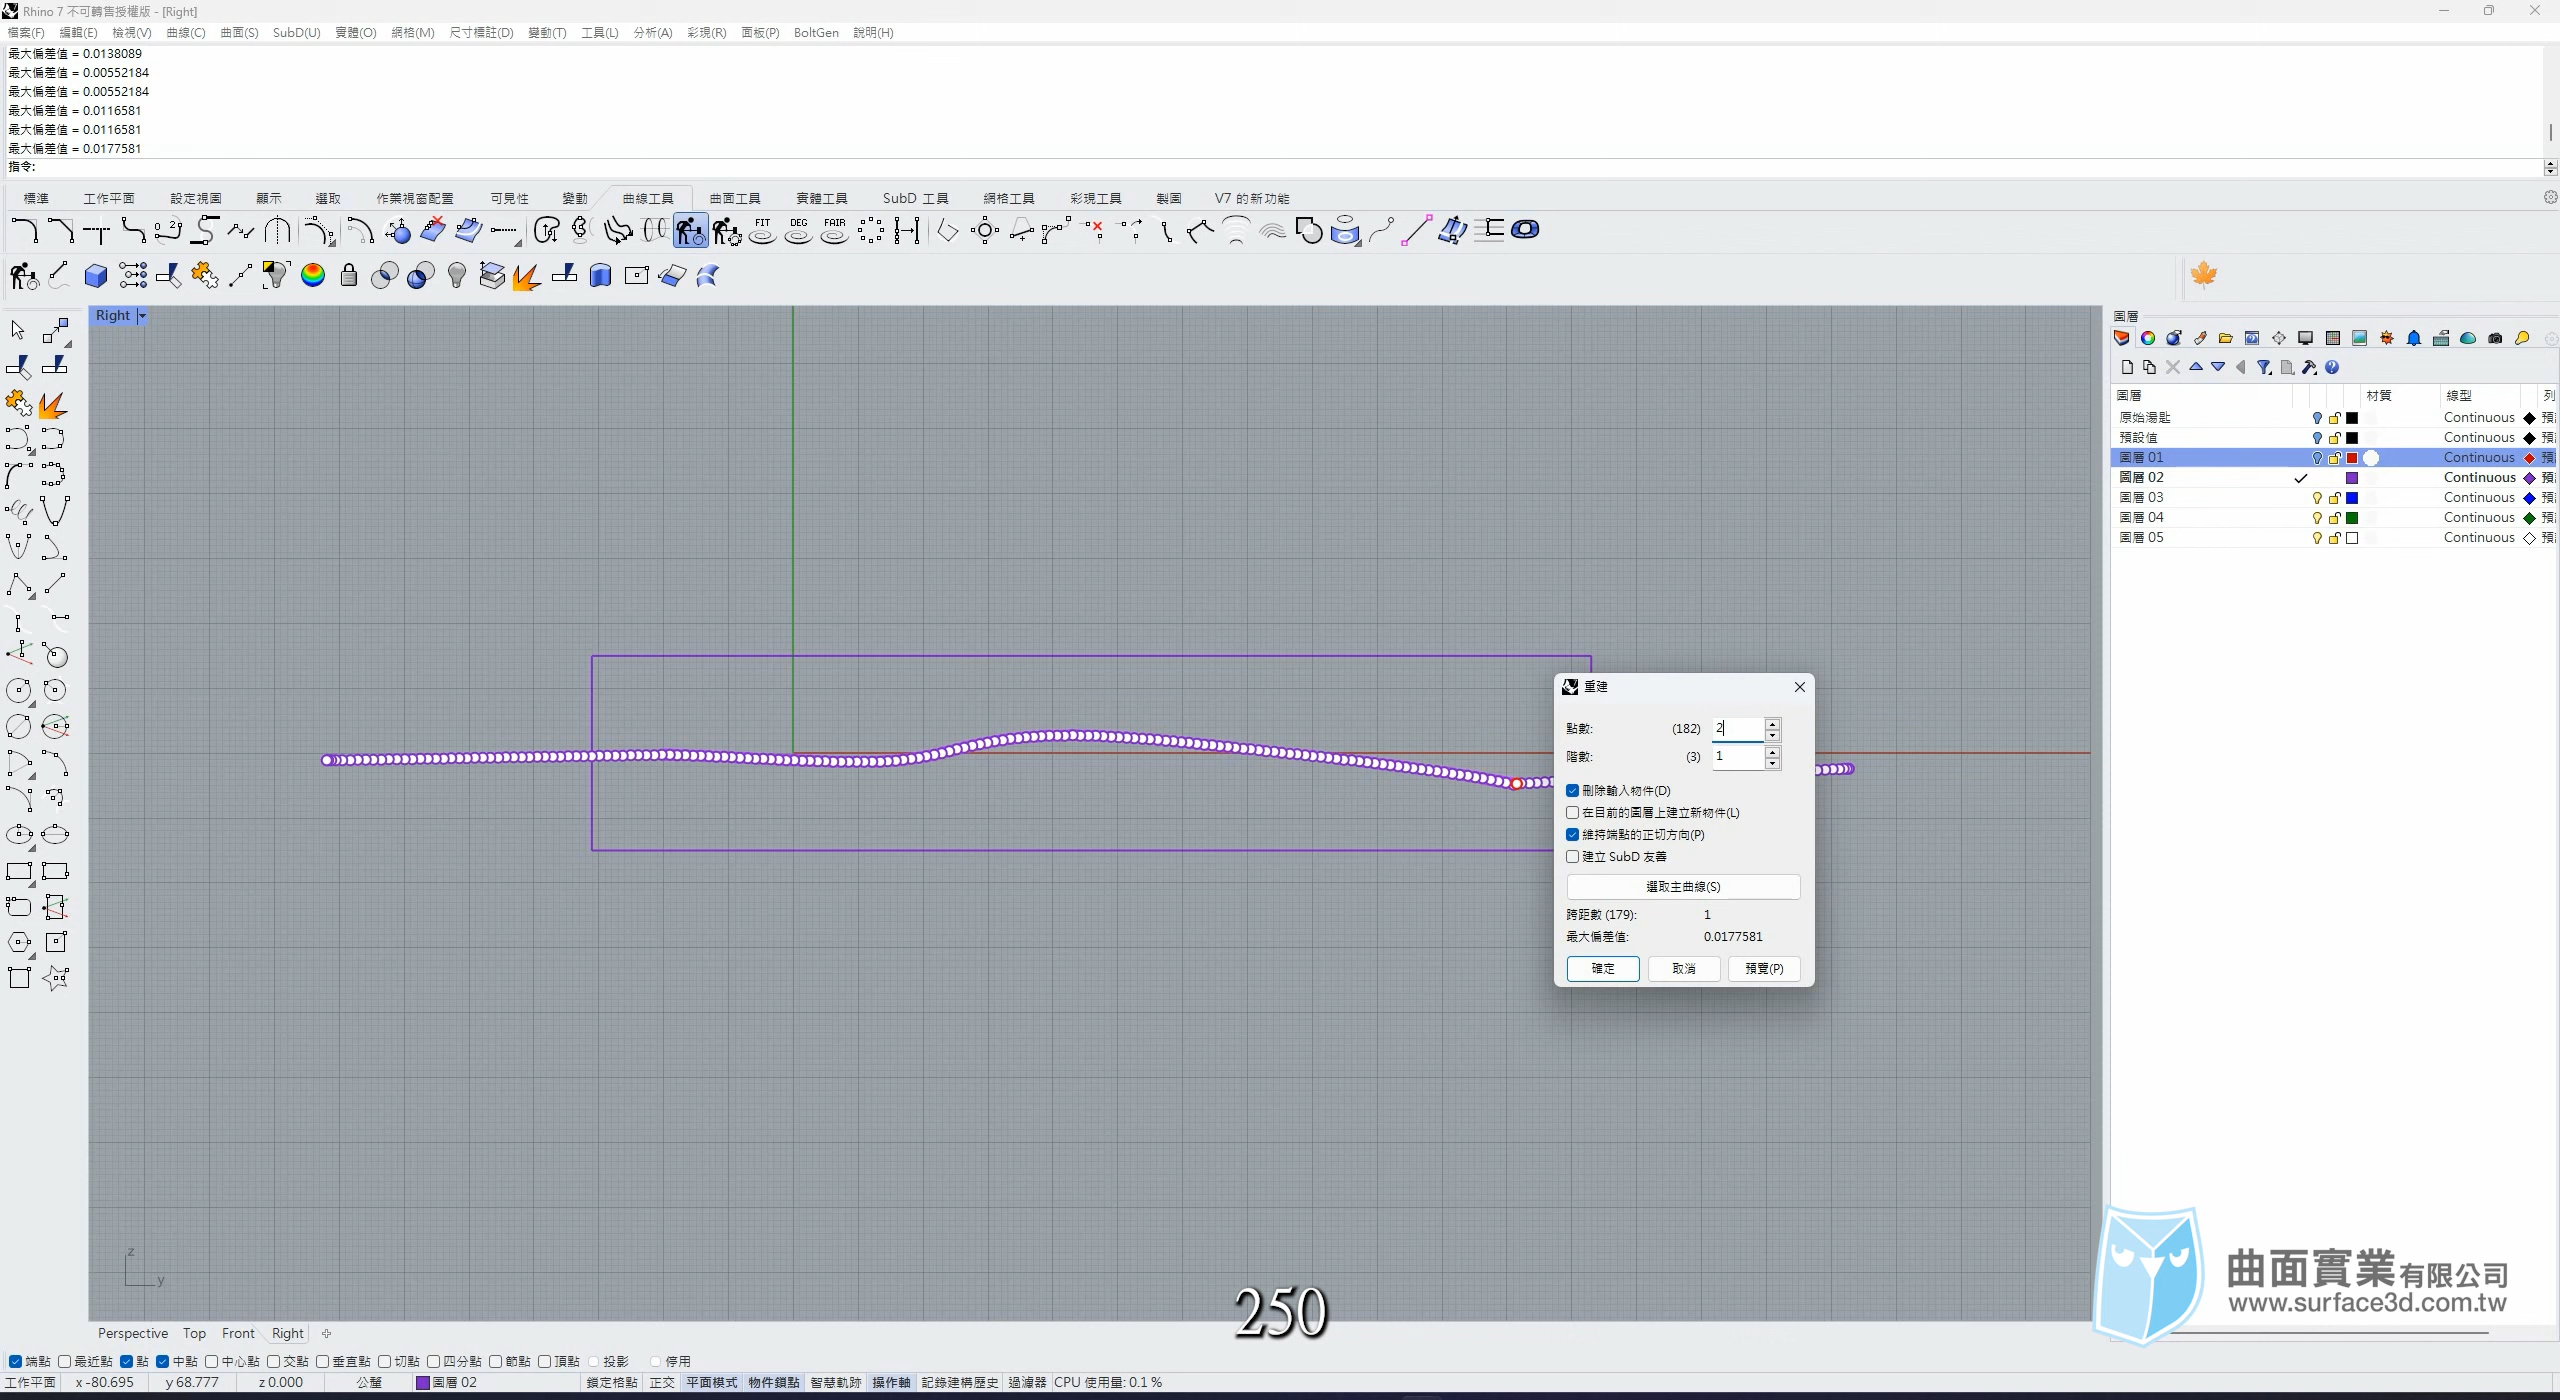 Rhino 7 不可轉售授權版 - [Right]
檔案(F) 編輯(E) 檢視(V) 曲線(C) 曲面(S) SubD(U) 實體(O) 網格(M) 尺寸標註(D) 變動(T) 工具(L) 分析(A) 彩現(R) 面板(P) BoltGen 說明(H)
最大偏差值 = 0.0138089
最大偏差值 = 0.00552184
最大偏差值 = 0.00552184
最大偏差值 = 0.0116581
最大偏差值 = 0.0116581
最大偏差值 = 0.0177581
指令:
標準 工作平面 設定視圖 顯示 選取 作業視窗配置 可見性 變動 曲線工具 曲面工具 實體工具 SubD 工具 網格工具 彩現工具 製圖 V7 的新功能
FIT DEG FAIR
Right
圖層
圖層 材質 線型 列
原始湯匙 Continuous 預
預設值 Continuous 預
圖層 01 Continuous 預
圖層 02 Continuous 預
圖層 03 Continuous 預
圖層 04 Continuous 預
圖層 05 Continuous 預
重建
點數: (182) 2
階數: (3) 1
刪除輸入物件(D)
在目前的圖層上建立新物件(L)
維持端點的正切方向(P)
建立 SubD 友善
選取主曲線(S)
跨距數 (179): 1
最大偏差值: 0.0177581
確定 取消 預覽(P)
z
y
250
曲面實業有限公司
www.surface3d.com.tw
Perspective Top Front Right
端點 最近點 點 中點 中心點 交點 垂直點 切點 四分點 節點 頂點 投影 停用
工作平面 x -80.695 y 68.777 z 0.000 公釐 圖層 02 鎖定格點 正交 平面模式 物件鎖點 智慧軌跡 操作軸 記錄建構歷史 過濾器 CPU 使用量: 0.1 %